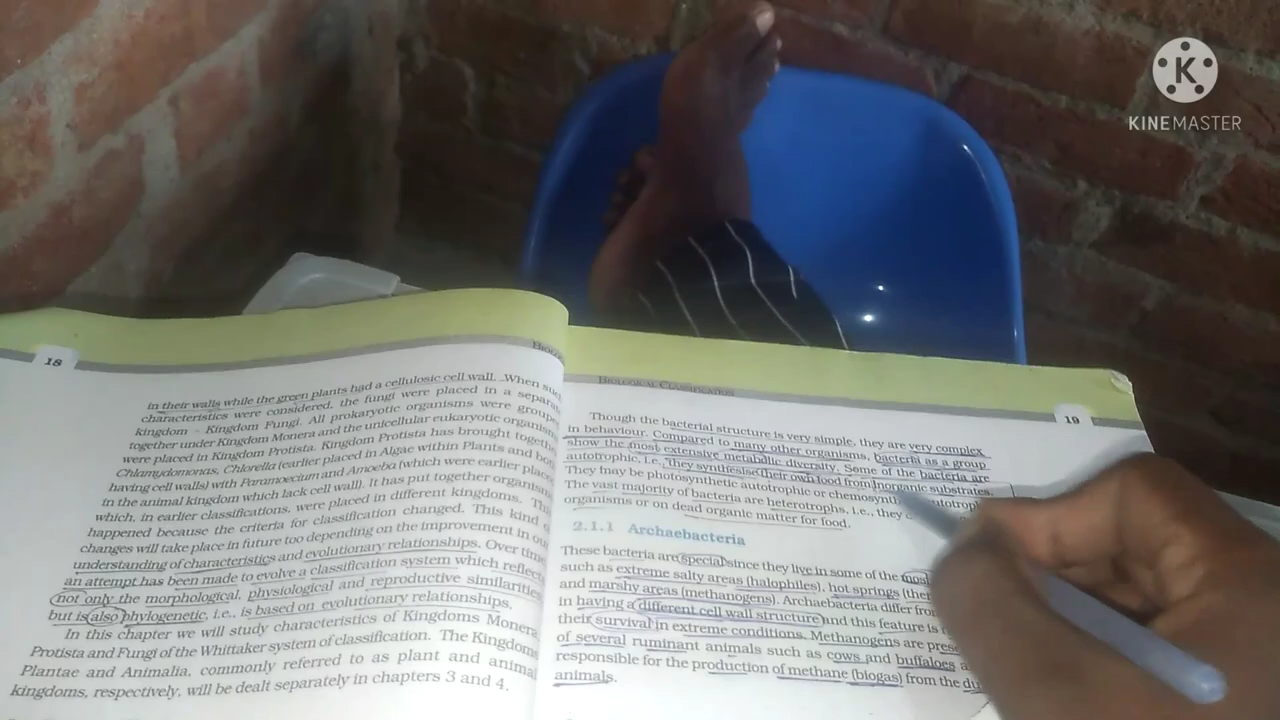 KINEMASTER
18
BIOLOG
in their walls while the green plants had a cellulosic cell wall. When such
characteristics were considered, the fungi were placed in a separate
kingdom – Kingdom Fungi. All prokaryotic organisms were grouped
together under Kingdom Monera and the unicellular eukaryotic organisms
were placed in Kingdom Protista. Kingdom Protista has brought together
Chlamydomonas, Chlorella (earlier placed in Algae within Plants and both
having cell walls) with Paramoecium and Amoeba (which were earlier placed
in the animal kingdom which lack cell wall). It has put together organisms
which, in earlier classifications, were placed in different kingdoms. This
happened because the criteria for classification changed. This kind of
changes will take place in future too depending on the improvement in our
understanding of characteristics and evolutionary relationships. Over time,
an attempt has been made to evolve a classification system which reflects
not only the morphological, physiological and reproductive similarities,
but is also phylogenetic, i.e., is based on evolutionary relationships.
In this chapter we will study characteristics of Kingdoms Monera,
Protista and Fungi of the Whittaker system of classification. The Kingdoms
Plantae and Animalia, commonly referred to as plant and animal
kingdoms, respectively, will be dealt separately in chapters 3 and 4.
BIOLOGICAL CLASSIFICATION
19
Though the bacterial structure is very simple, they are very complex
in behaviour. Compared to many other organisms, bacteria as a group
show the most extensive metabolic diversity. Some of the bacteria are
autotrophic, i.e., they synthesise their own food from inorganic substrates.
They may be photosynthetic autotrophic or chemosynt
The vast majority of bacteria are heterotrophs, i.e., they
organisms or on dead organic matter for food.
2.1.1 Archaebacteria
These bacteria are special since they live in some of the most
such as extreme salty areas (halophiles), hot springs (ther
and marshy areas (methanogens). Archaebacteria differ from
in having a different cell wall structure and this feature is
their survival in extreme conditions. Methanogens are prese
of several ruminant animals such as cows and buffaloes a
responsible for the production of methane (biogas) from the du
animals.